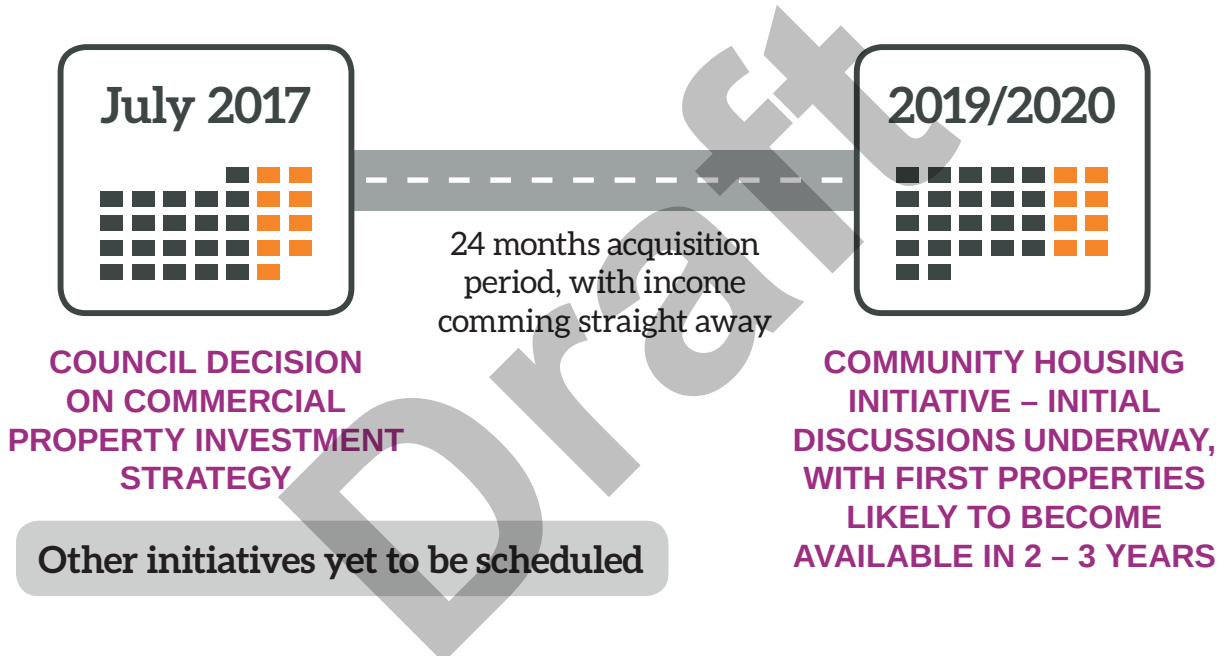 July 2017
2019/2020
24 months acquisition
period, with income
comming straight away
COUNCIL DECISION
ON COMMERCIAL
PROPERTY INVESTMENT
STRATEGY
COMMUNITY HOUSING
INITIATIVE – INITIAL
DISCUSSIONS UNDERWAY,
WITH FIRST PROPERTIES
LIKELY TO BECOME
AVAILABLE IN 2 – 3 YEARS
Other initiatives yet to be scheduled
Draft